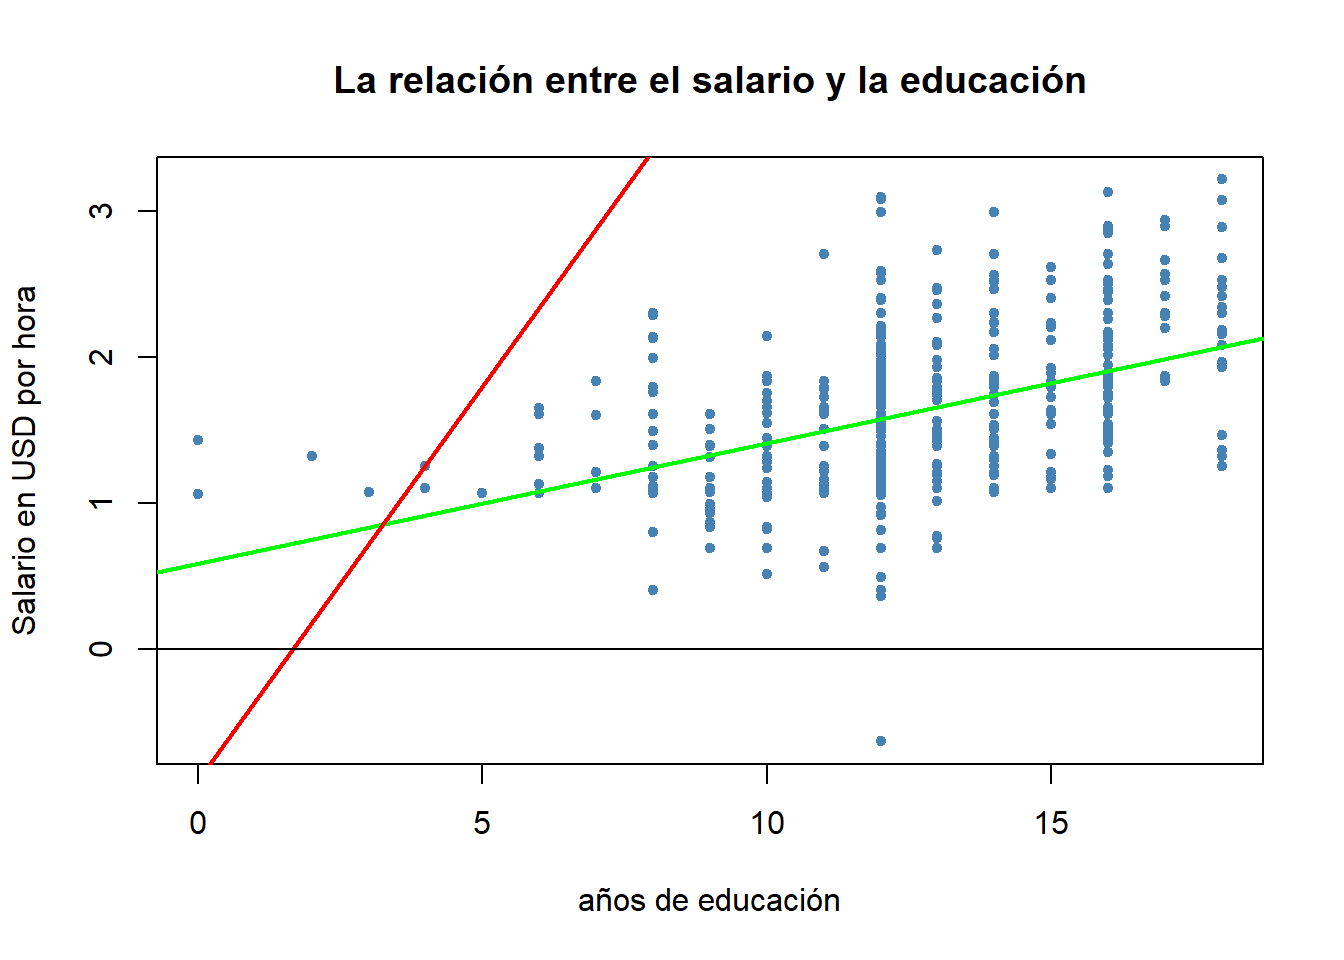 La relación entre el salario y la educación
Salario en USD por hora
3
2
1
0
0 5 10 15
años de educación